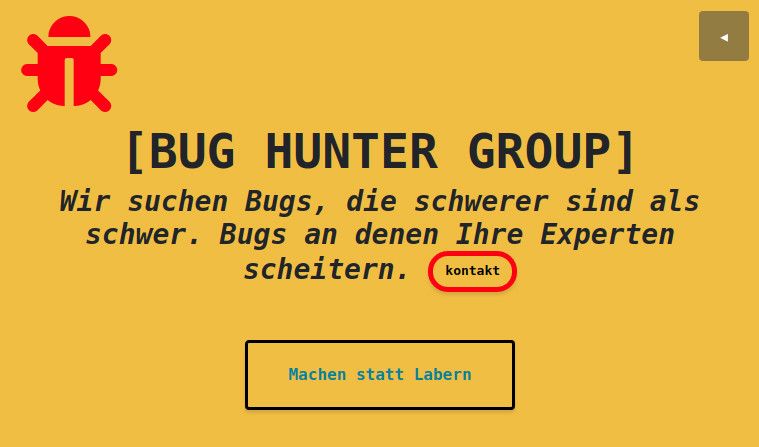 [BUG HUNTER GROUP]
Wir suchen Bugs, die schwerer sind als
schwer. Bugs an denen Ihre Experten
scheitern. kontakt
Machen statt Labern